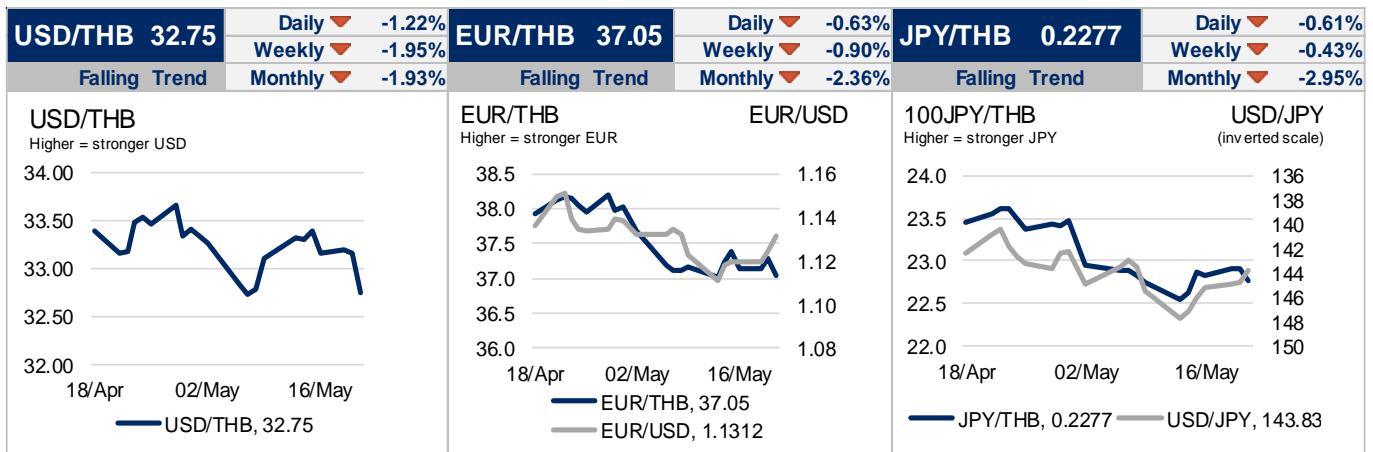 USD/THB 32.75
Daily -1.22%
Weekly -1.95%
Falling Trend
Monthly -1.93%
USD/THB
Higher = stronger USD
34.00
33.50
33.00
32.50
32.00
18/Apr 02/May 16/May
USD/THB, 32.75
EUR/THB 37.05
Daily -0.63%
Weekly -0.90%
Falling Trend
Monthly -2.36%
EUR/THB EUR/USD
Higher = stronger EUR
38.5 1.16
38.0 1.14
37.5
37.0 1.12
36.5 1.10
36.0 1.08
18/Apr 02/May 16/May
EUR/THB, 37.05
EUR/USD, 1.1312
JPY/THB 0.2277
Daily -0.61%
Weekly -0.43%
Falling Trend
Monthly -2.95%
100JPY/THB USD/JPY
Higher = stronger JPY (inverted scale)
24.0 136
138
23.5 140
142
23.0
144
22.5 146
148
22.0 150
18/Apr 02/May 16/May
JPY/THB, 0.2277 USD/JPY, 143.83